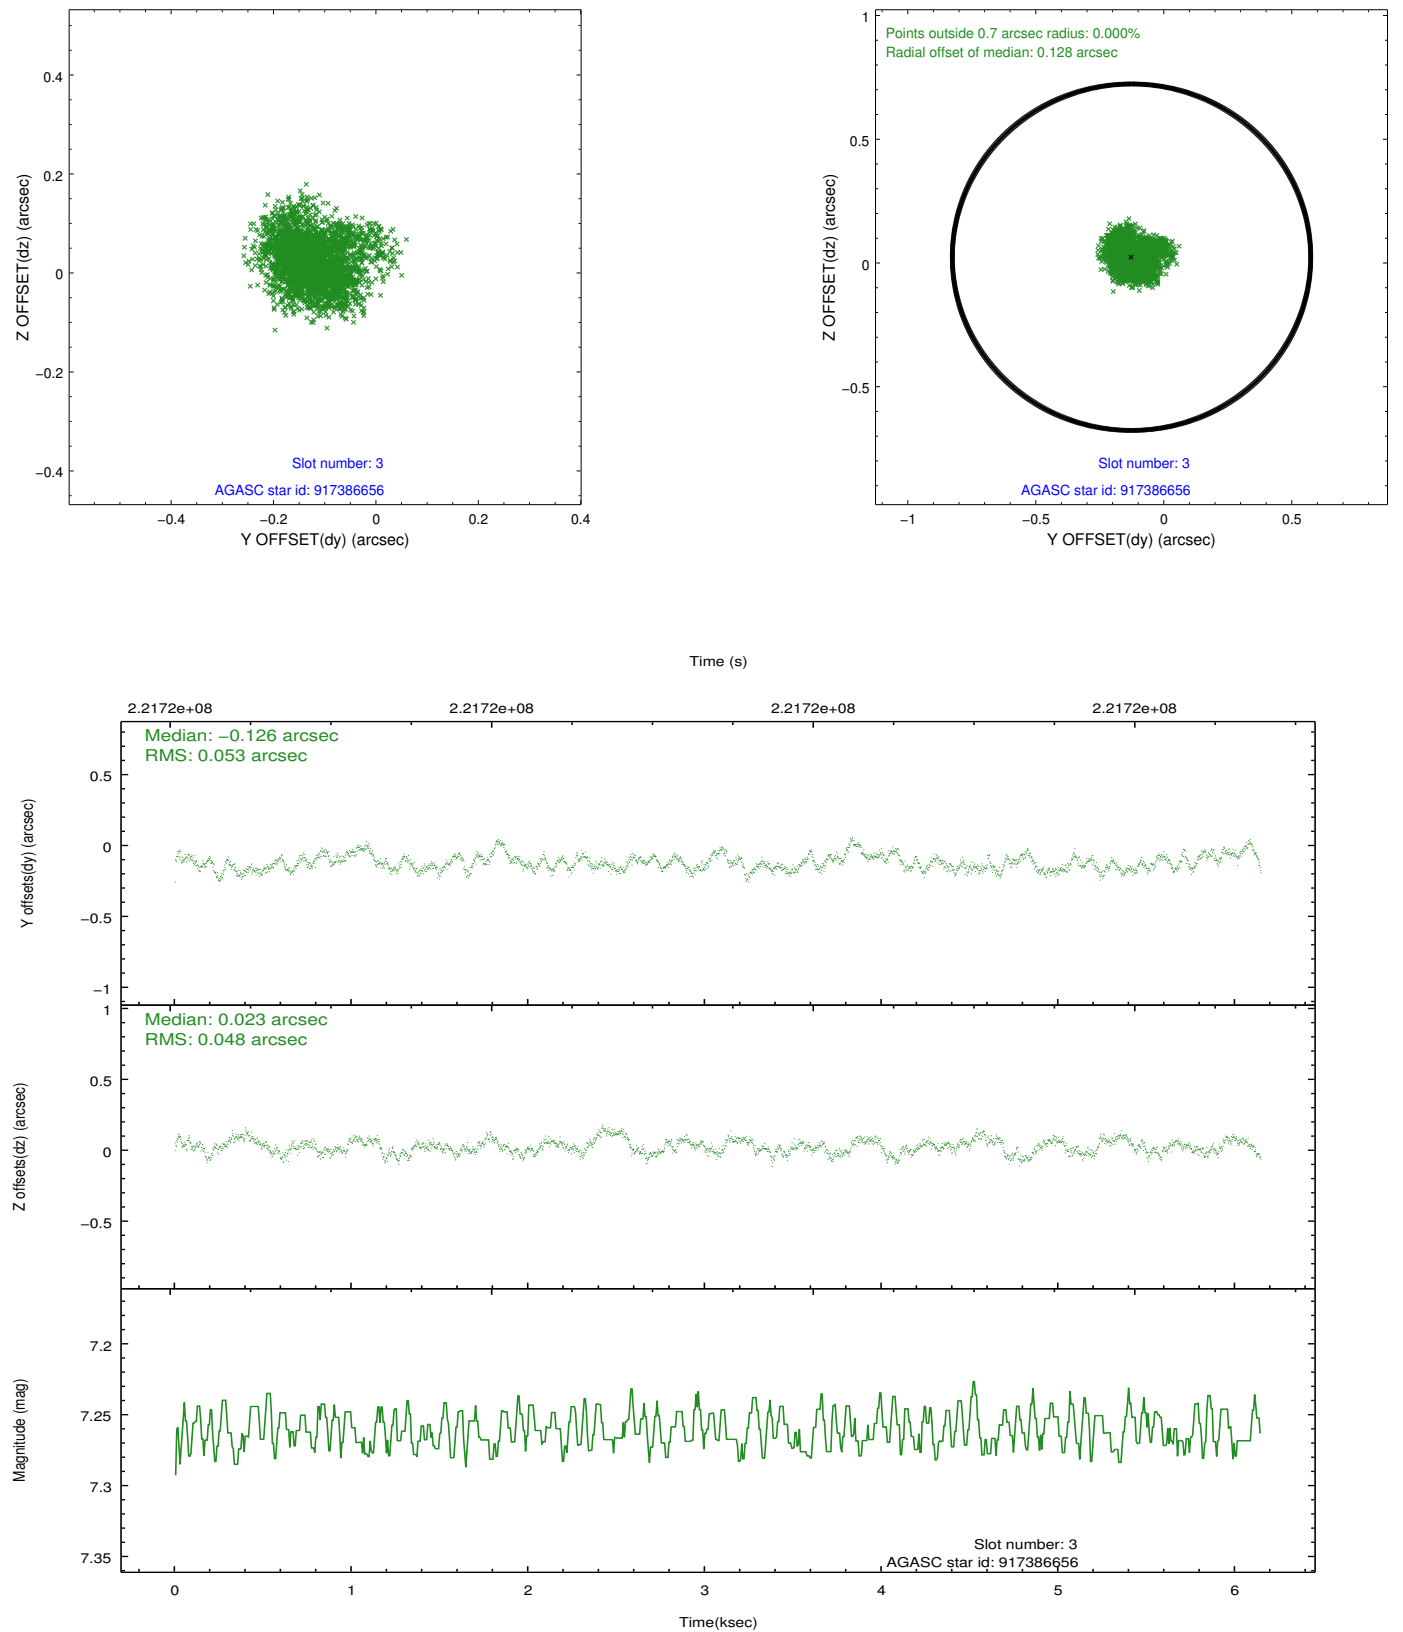 0.4
0.2
0
−0.2
−0.4
Z OFFSET(dz) (arcsec)
Slot number: 3
AGASC star id: 917386656
−0.4 −0.2 0 0.2 0.4
Y OFFSET(dy) (arcsec)
1
0.5
0
−0.5
Z OFFSET(dz) (arcsec)
Points outside 0.7 arcsec radius: 0.000%
Radial offset of median: 0.128 arcsec
Slot number: 3
AGASC star id: 917386656
−1 −0.5 0 0.5
Y OFFSET(dy) (arcsec)
Time (s)
2.2172e+08 2.2172e+08 2.2172e+08 2.2172e+08
Median: −0.126 arcsec
RMS: 0.053 arcsec
0.5
0
−0.5
−1
Y offsets(dy) (arcsec)
1
Median: 0.023 arcsec
RMS: 0.048 arcsec
0.5
0
−0.5
Z offsets(dz) (arcsec)
7.2
7.25
7.3
7.35
Magnitude (mag)
Slot number: 3
AGASC star id: 917386656
0 1 2 3 4 5 6
Time(ksec)